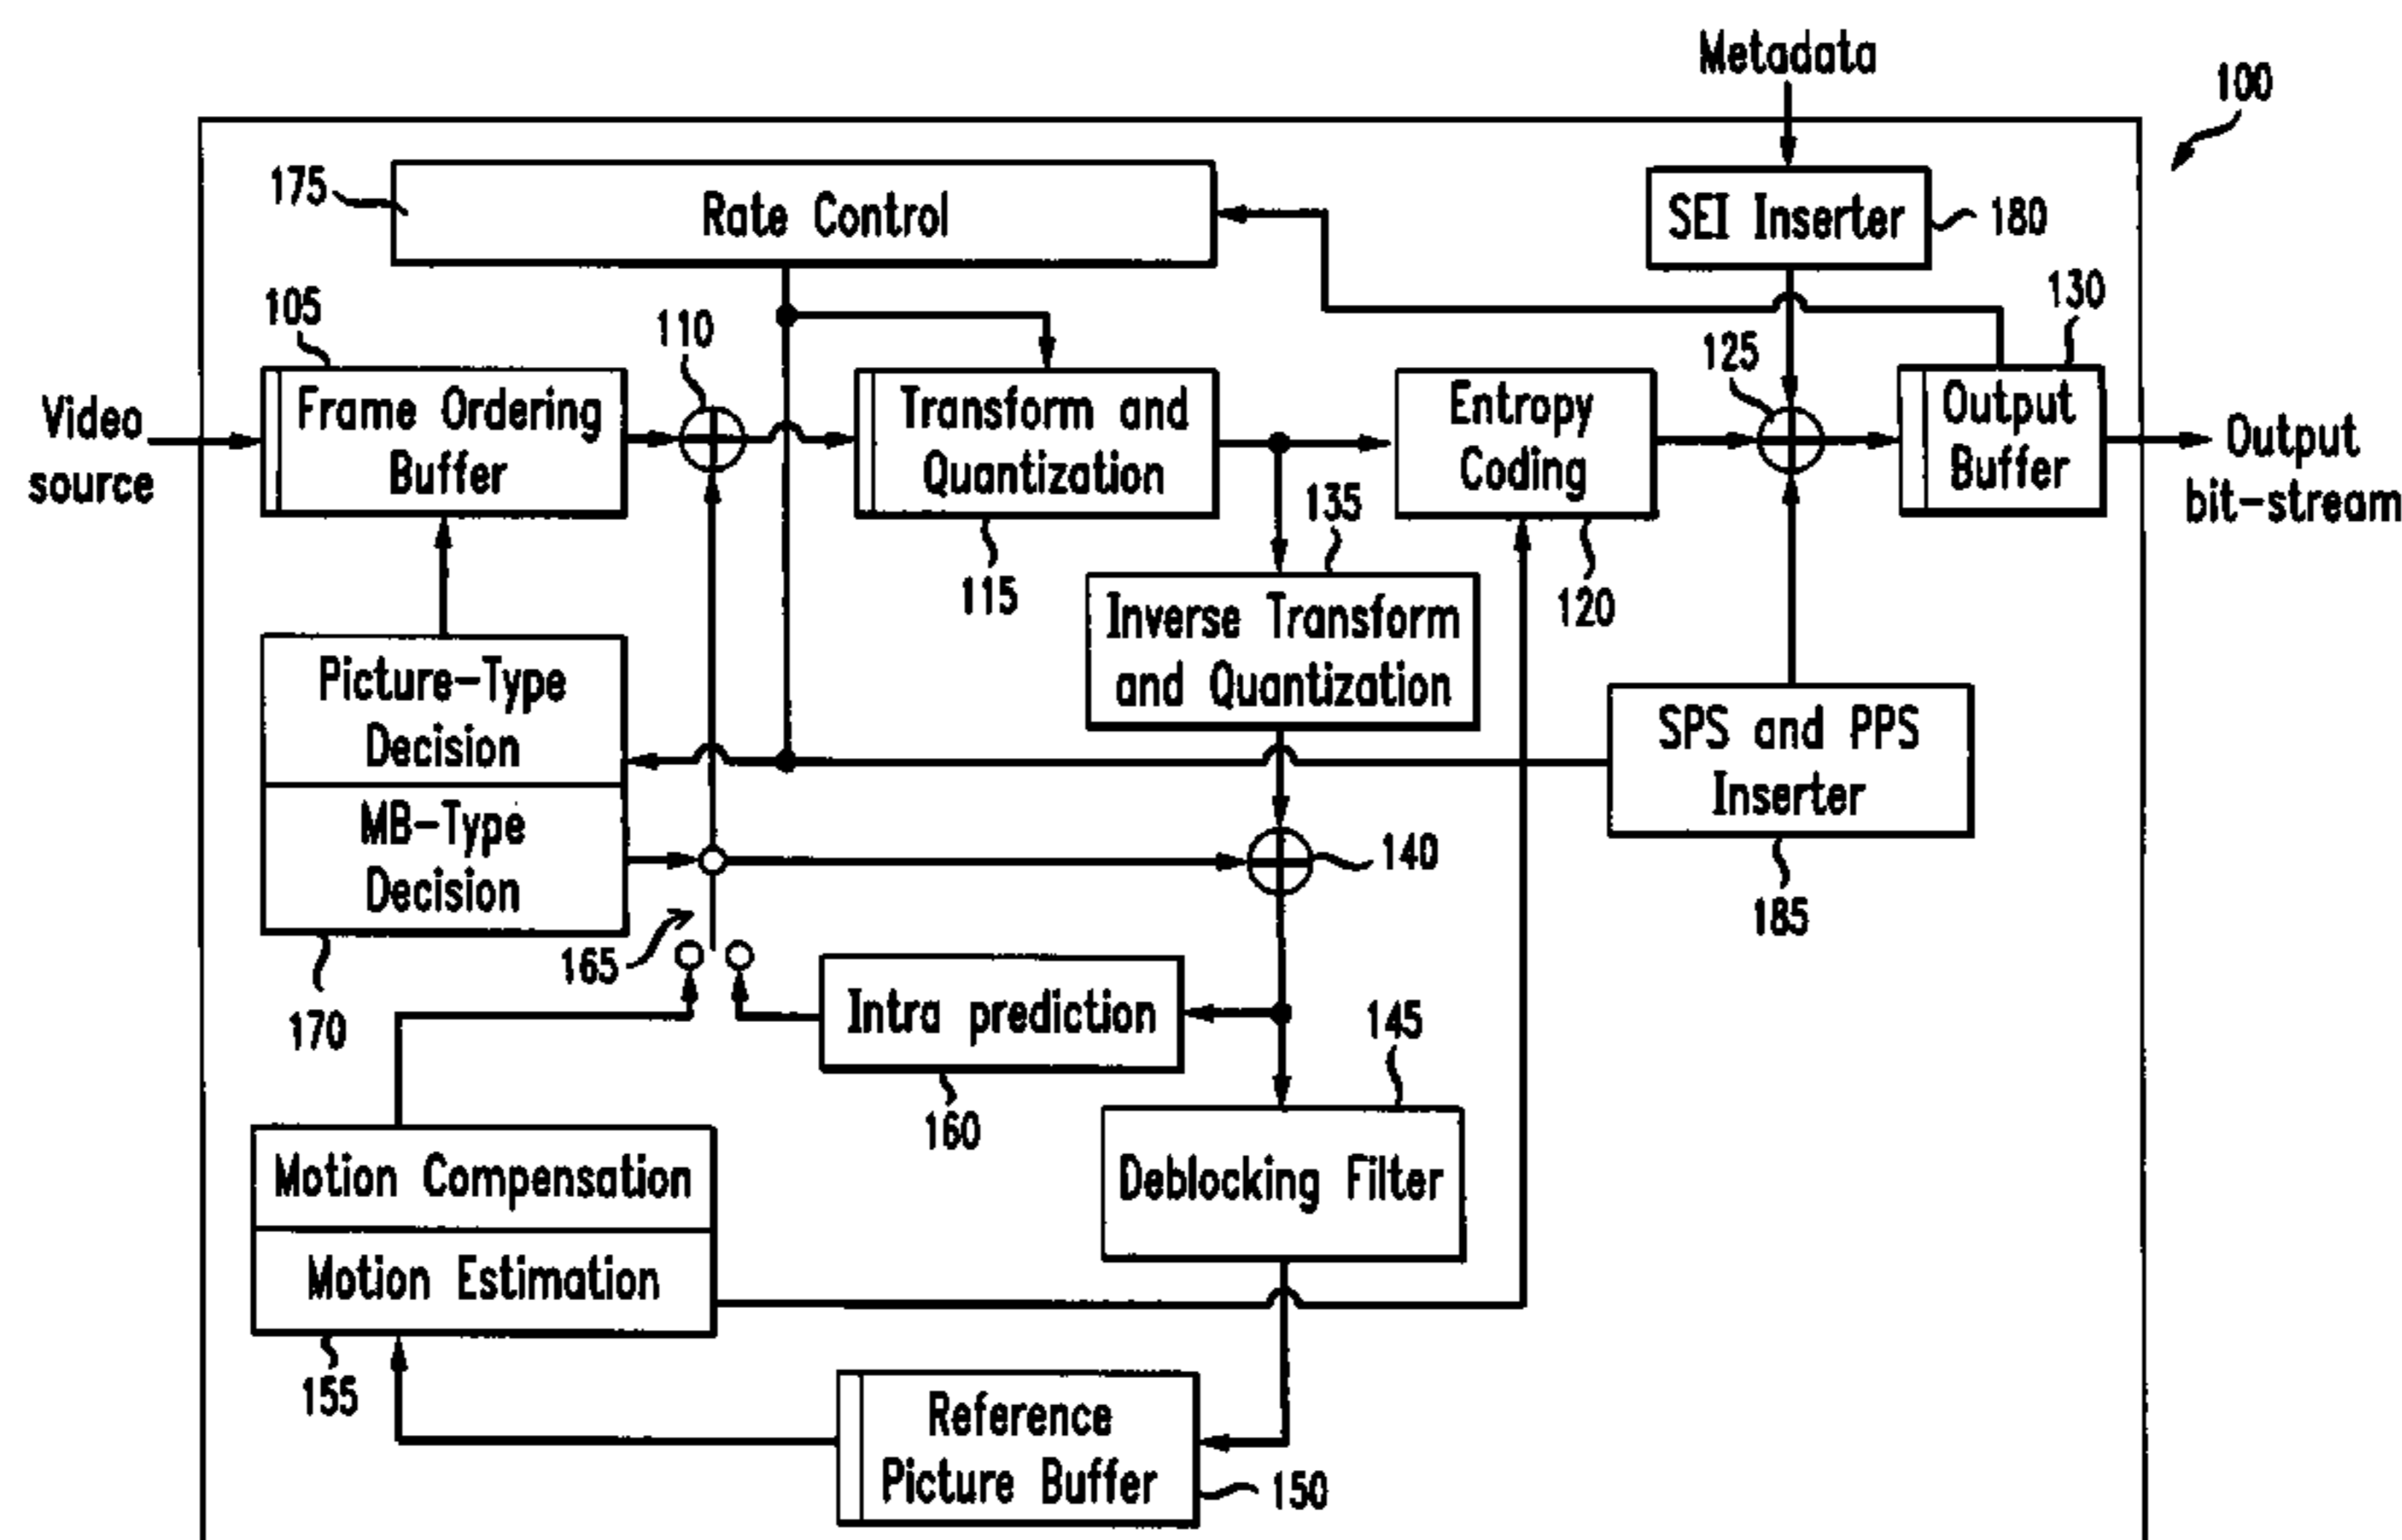 Metadata
100
175
Rate Control
SEI Inserter
180
105
110
125
130
Video
source
Frame Ordering
Buffer
Transform and
Quantization
Entropy
Coding
Output
Buffer
Output
bit-stream
115
135
120
Picture-Type
Decision
Inverse Transform
and Quantization
SPS and PPS
Inserter
MB-Type
Decision
140
185
165
170
Intra prediction
145
160
Motion Compensation
Deblocking Filter
Motion Estimation
155
Reference
Picture Buffer
150